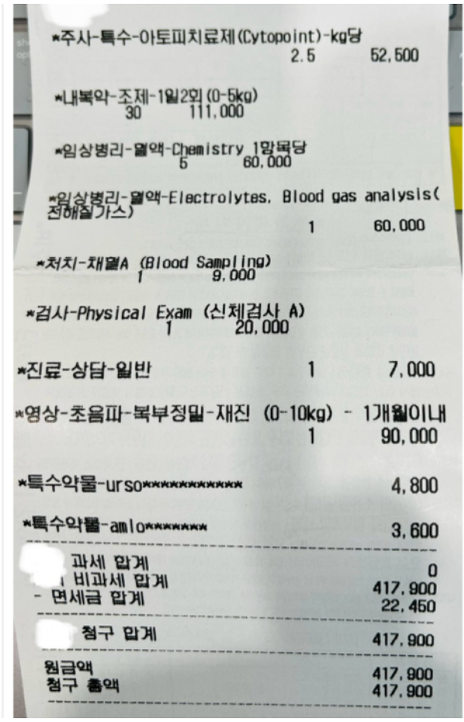 *주사-특수-아토피치료제(Cytopoint)-kg당
2.5 52,500
*내복약-조제-1일2회(0-5kg)
30 111,000
*임상병리-혈액-Chemistry 1항목당
5 60,000
*임상병리-혈액-Electrolytes, Blood gas analysis(
전해질가스)
1 60,000
*처치-채혈A (Blood Sampling)
1 9,000
*검사-Physical Exam (신체검사 A)
1 20,000
*진료-상담-일반 1 7,000
*영상-초음파-복부정밀-재진 (0-10kg) - 1개월이내
1 90,000
*특수약물-urso*********** 4,800
*특수약물-amlo******* 3,600
과세 합계 0
비과세 합계 417,900
- 면세금 합계 22,450
청구 합계 417,900
원금액 417,900
청구 총액 417,900